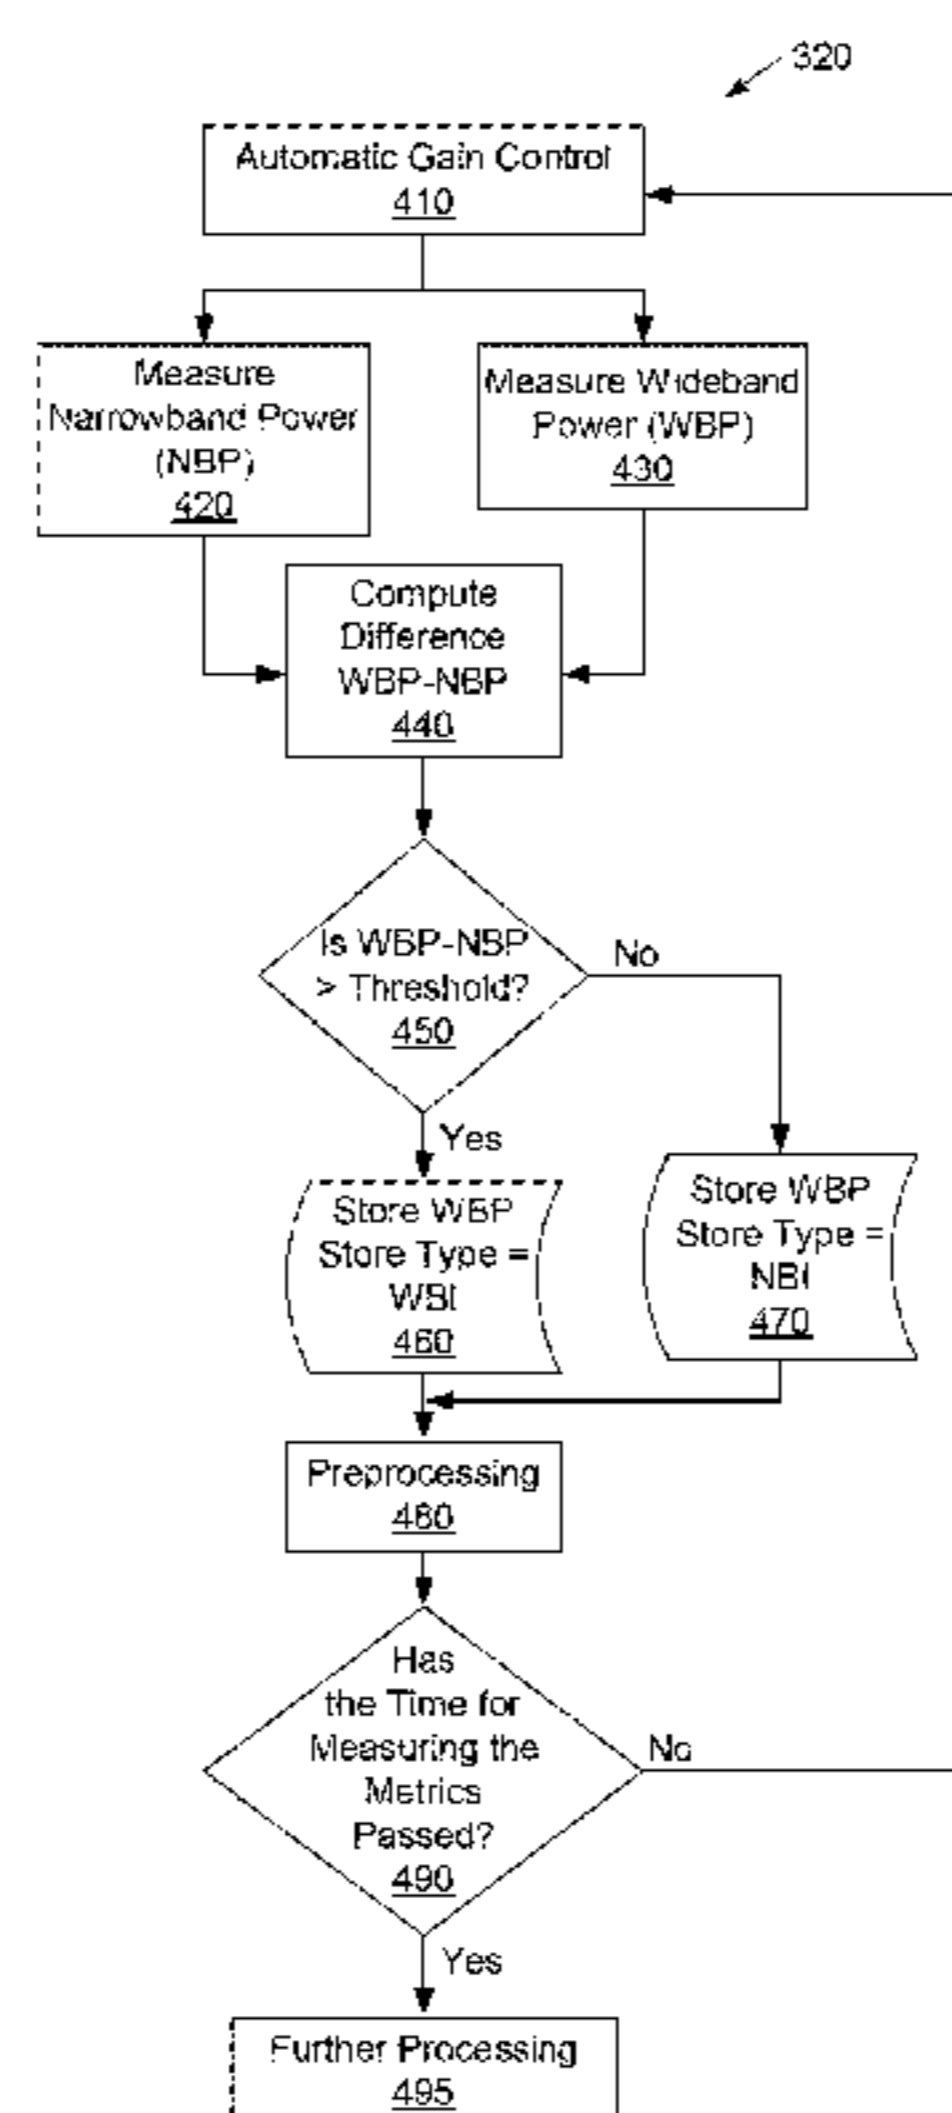 320
Automatic Gain Control
410
Measure
Narrowband Power
(NBP)
420
Measure Wideband
Power (WBP)
430
Compute
Difference
WBP-NBP
440
Is WBP-NBP
> Threshold?
450
No
Yes
Store WBP
Store Type =
WBI
460
Store WBP
Store Type =
NBI
470
Preprocessing
480
Has
the Time for
Measuring the
Metrics
Passed?
490
No
Yes
Further Processing
495